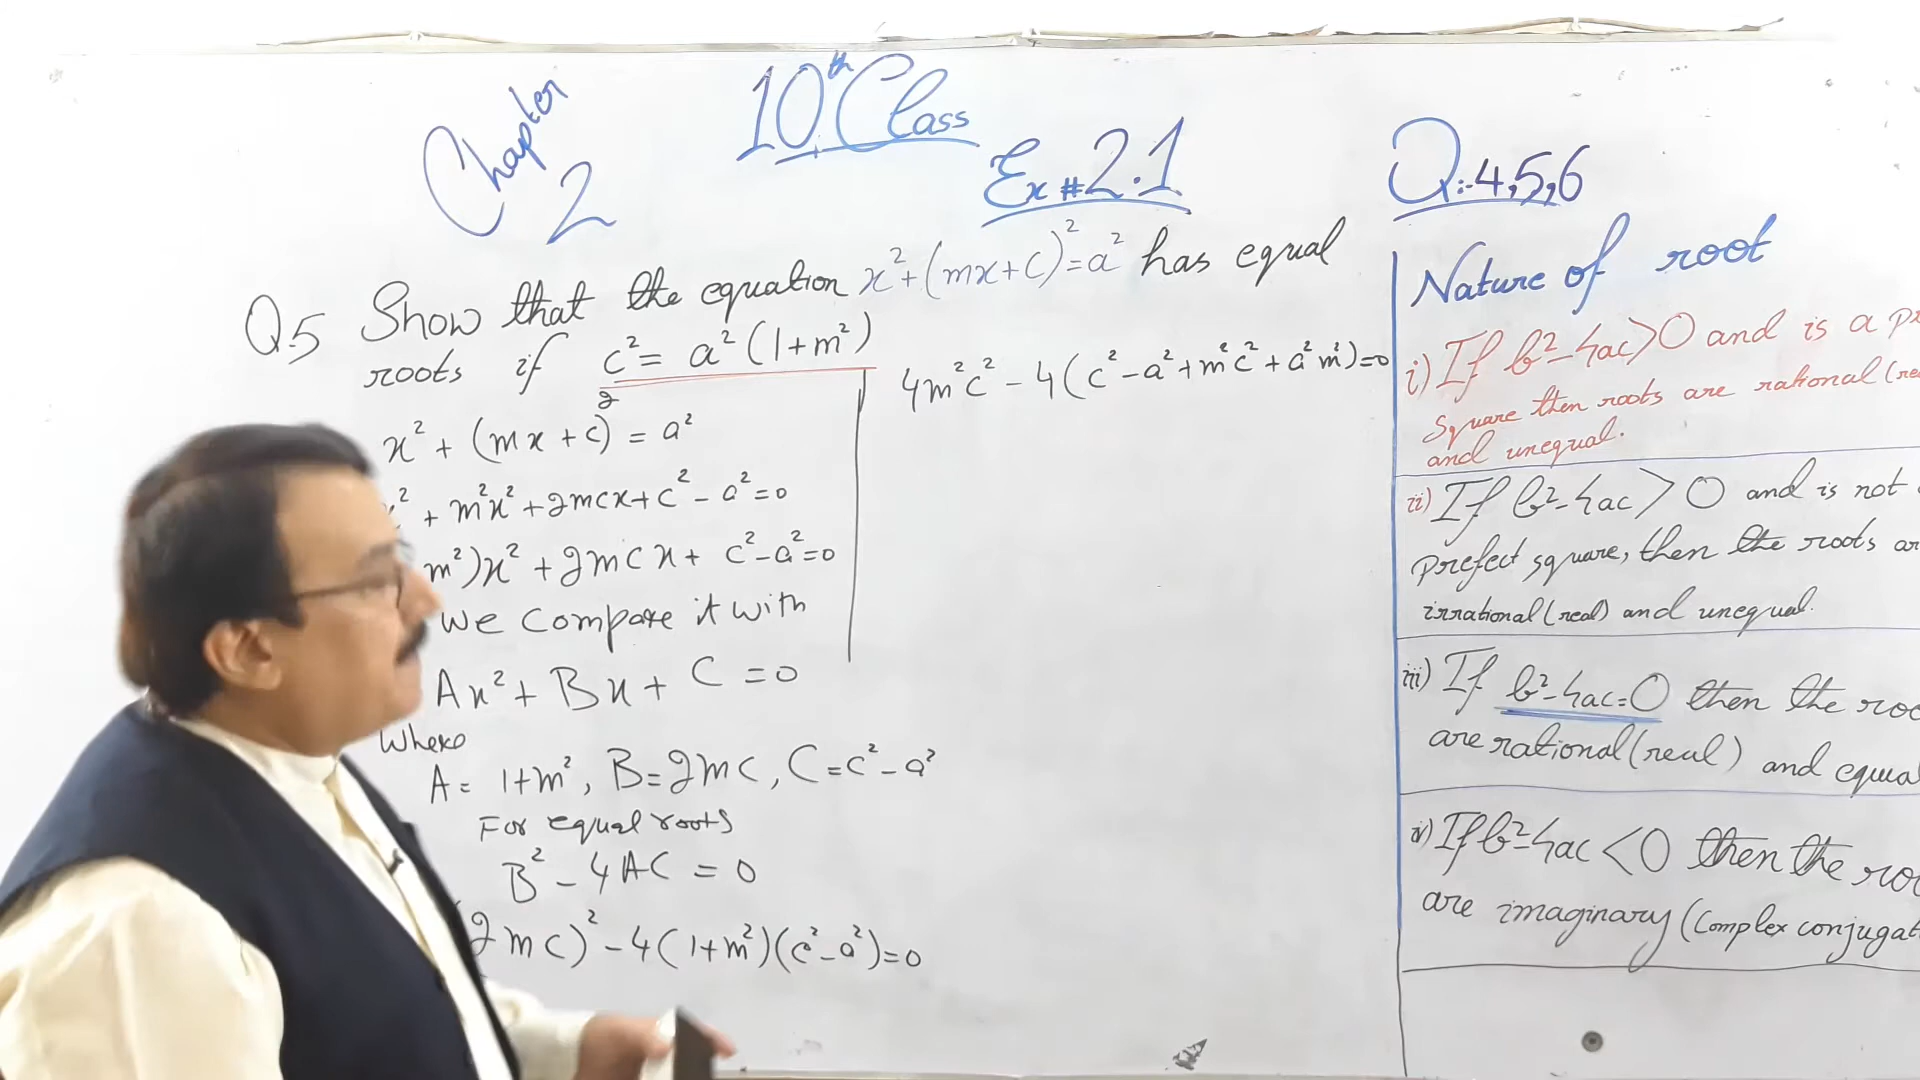 Chapter 2
10th Class
Ex # 2.1
Q:-4,5,6
Q.5 Show that the equation x²+(mx+c)²=a² has equal
roots if c² = a²(1+m²)
x² + (mx+c)² = a²
² + m²x² + 2mcx + c² - a² = 0
m²)x² + 2mcx + c² - a² = 0
We compare it with
Ax² + Bx + C = 0
Where
A = 1+m², B=2mc, C=c²-a²
For equal roots
B² - 4AC = 0
(2mc)² - 4(1+m²)(c²-a²)=0
4m²c² - 4(c²-a²+m²c²+a²m²)=0
Nature of root
i) If b²-4ac>0 and is a
Square then roots are rational(
and unequal.
ii) If b²-4ac > 0 and is not
prefect square, then the roots
irrational(real) and unequal.
iii) If b²-4ac=0 then the
are rational(real) and
iv) If b²-4ac <0 then the
are imaginary(Complex